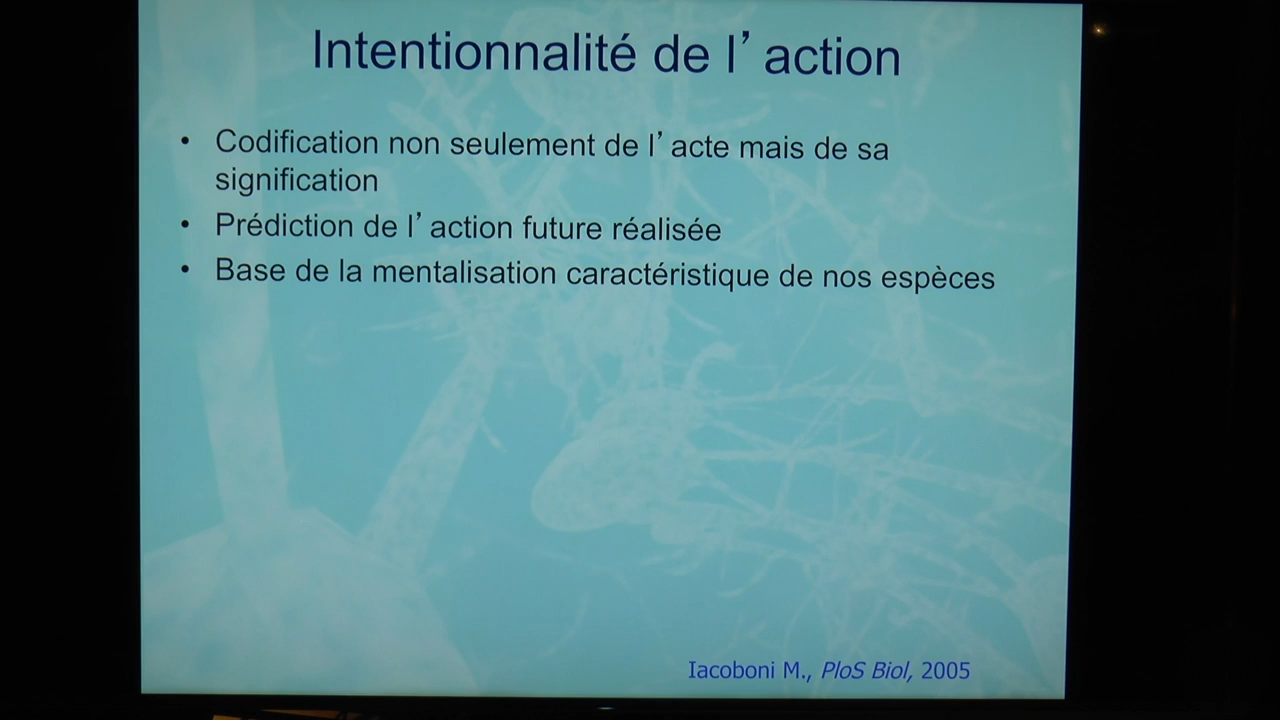 Intentionnalité de l’action
• Codification non seulement de l’acte mais de sa
signification
• Prédiction de l’action future réalisée
• Base de la mentalisation caractéristique de nos espèces
Iacoboni M., PloS Biol, 2005